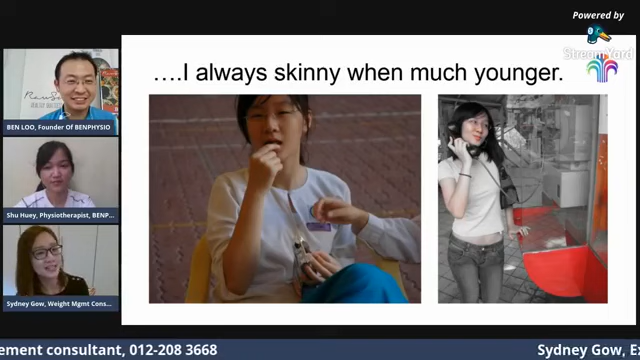 Powered by
StreamYard
....I always skinny when much younger.
BEN LOO, Founder Of BENPHYSIO
Shu Huey, Physiotherapist, BENP...
Sydney Gow, Weight Mgmt Cons...
ement consultant, 012-208 3668
Sydney Gow, E